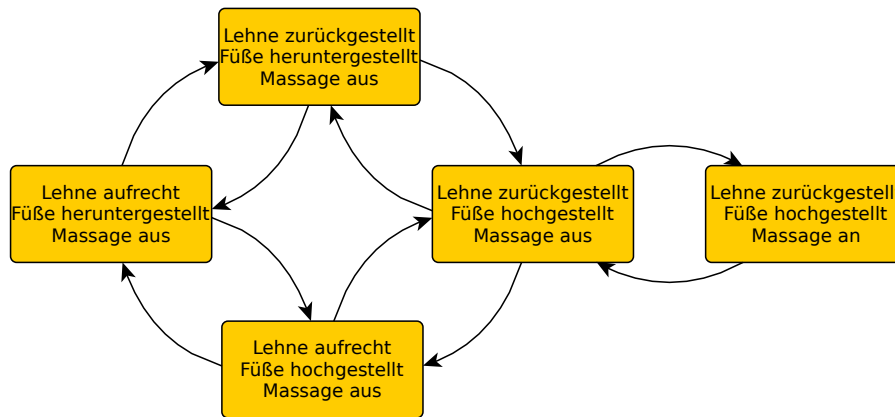 Lehne zurückgestellt
Füße heruntergestellt
Massage aus
Lehne aufrecht
Füße heruntergestellt
Massage aus
Lehne zurückgestellt
Füße hochgestellt
Massage aus
Lehne zurückgestell
Füße hochgestellt
Massage an
Lehne aufrecht
Füße hochgestellt
Massage aus